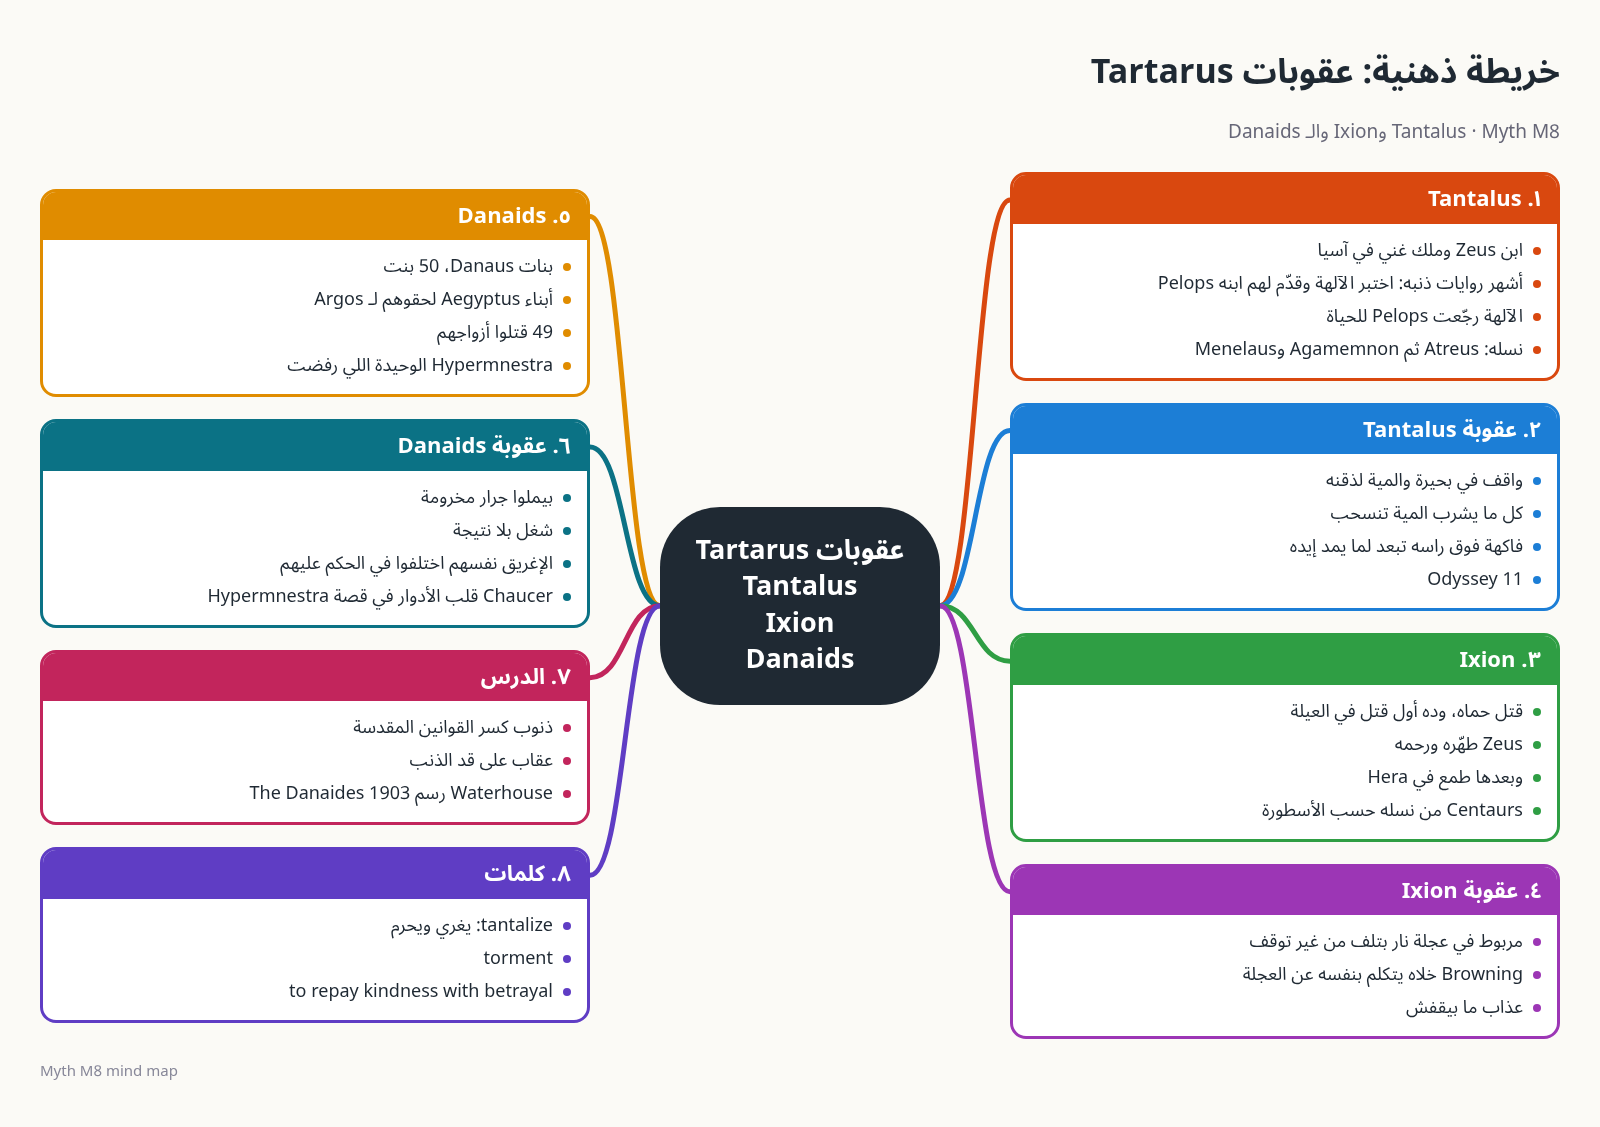 خريطة ذهنية: عقوبات Tartarus
Myth M8 · Tantalus وIxion والـ Danaids
١. Tantalus
ابن Zeus وملك غني في آسيا
أشهر روايات ذنبه: اختبر الآلهة وقدّم لهم ابنه Pelops
الآلهة رجّعت Pelops للحياة
نسله: Atreus ثم Agamemnon وMenelaus
٢. عقوبة Tantalus
واقف في بحيرة والمية لذقنه
كل ما يشرب المية تنسحب
فاكهة فوق راسه تبعد لما يمد إيده
Odyssey 11
٣. Ixion
قتل حماه، وده أول قتل في العيلة
Zeus طهّره ورحمه
وبعدها طمع في Hera
Centaurs من نسله حسب الأسطورة
٤. عقوبة Ixion
مربوط في عجلة نار بتلف من غير توقف
Browning خلاه يتكلم بنفسه عن العجلة
عذاب ما بيقفش
عقوبات Tartarus
Tantalus
Ixion
Danaids
٥. Danaids
بنات Danaus، 50 بنت
أبناء Aegyptus لحقوهم لـ Argos
49 قتلوا أزواجهم
Hypermnestra الوحيدة اللي رفضت
٦. عقوبة Danaids
بيملوا جرار مخرومة
شغل بلا نتيجة
الإغريق نفسهم اختلفوا في الحكم عليهم
Chaucer قلب الأدوار في قصة Hypermnestra
٧. الدرس
ذنوب كسر القوانين المقدسة
عقاب على قد الذنب
Waterhouse رسم The Danaides 1903
٨. كلمات
tantalize: يغري ويحرم
torment
to repay kindness with betrayal
Myth M8 mind map